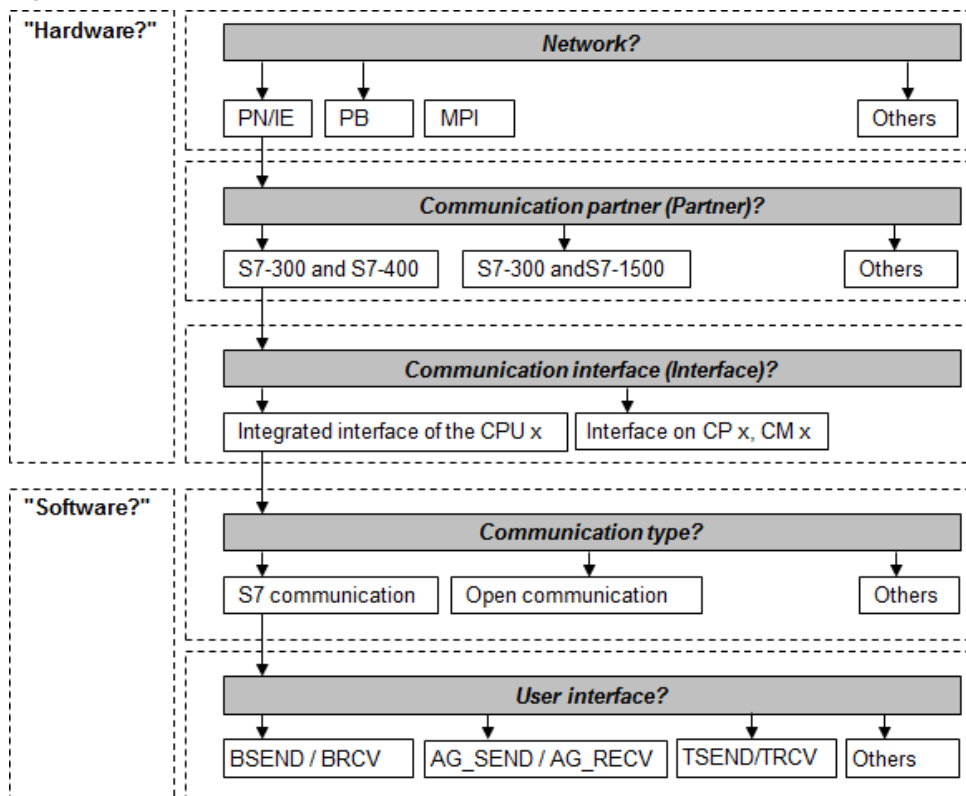 "Hardware?"
Network?
PN/IE PB MPI Others
Communication partner (Partner)?
S7-300 and S7-400 S7-300 andS7-1500 Others
Communication interface (Interface)?
Integrated interface of the CPU x Interface on CP x, CM x
"Software?"
Communication type?
S7 communication Open communication Others
User interface?
BSEND / BRCV AG_SEND / AG_RECV TSEND/TRCV Others